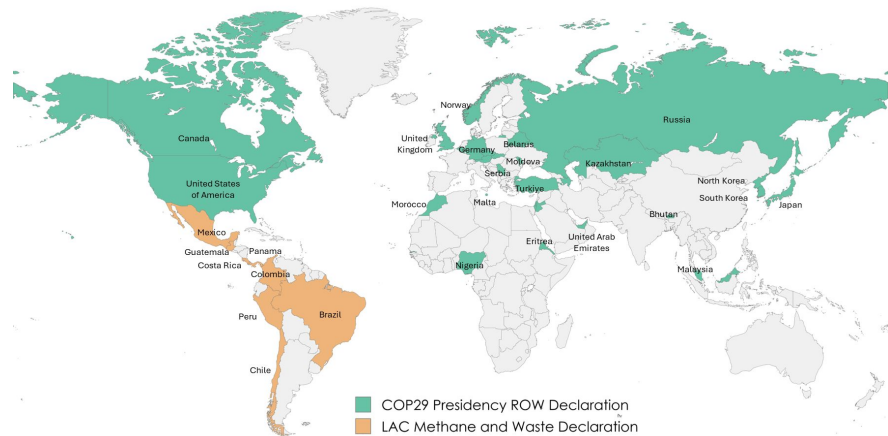 Norway
Russia
Canada
United
Kingdom
Belarus
Germany
Moldova
Kazakhstan
Serbia
United States
of America
Turkiye
North Korea
South Korea
Morocco
Malta
Japan
Bhutan
Mexico
Eritrea
United Arab
Emirates
Guatemala
Panama
Costa Rica
Nigeria
Malaysia
Colombia
Peru
Brazil
Chile
COP29 Presidency ROW Declaration
LAC Methane and Waste Declaration